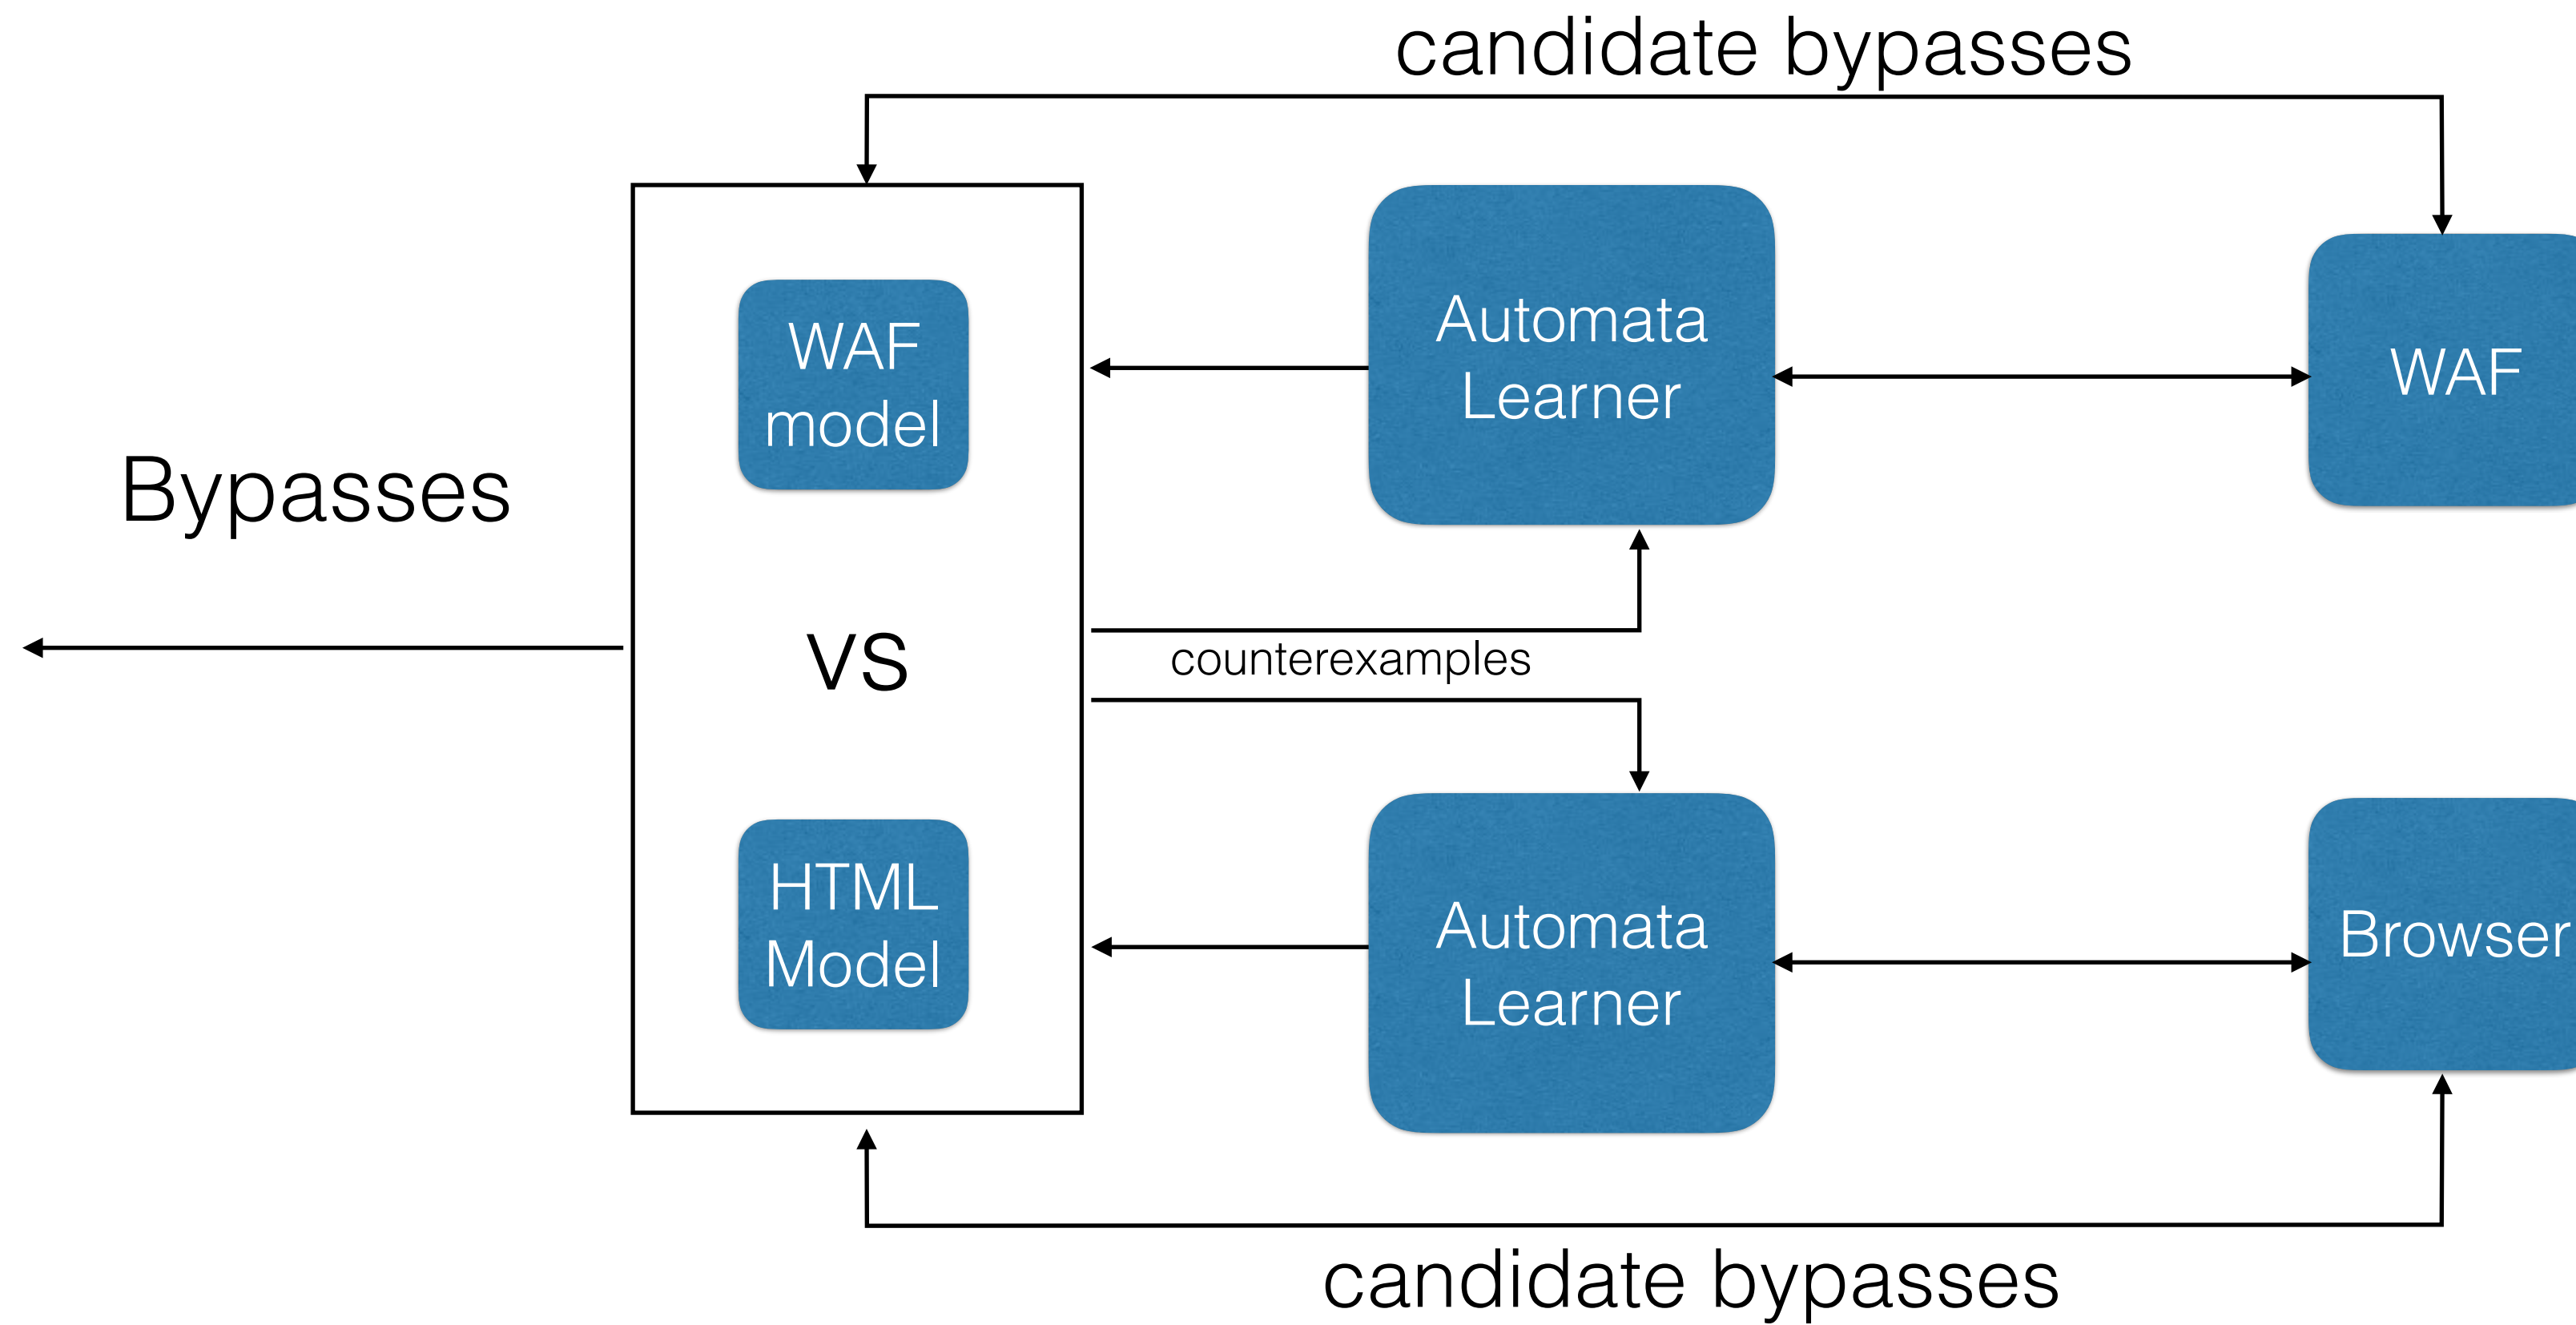 candidate bypasses
WAF
model
Automata
Learner
WAF
Bypasses
vs
counterexamples
HTML
Model
Automata
Learner
Browser
candidate bypasses